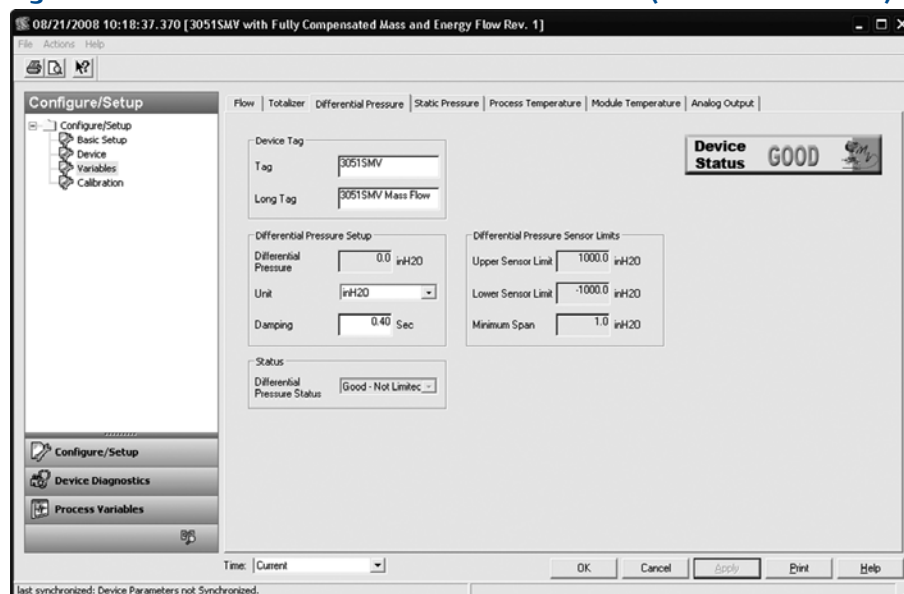 08/21/2008 10:18:37.370 [3051SMV with Fully Compensated Mass and Energy Flow Rev. 1]
File Actions Help
Configure/Setup
Configure/Setup
Basic Setup
Device
Variables
Calibration
Configure/Setup
Device Diagnostics
Process Variables
Flow Totalizer Differential Pressure Static Pressure Process Temperature Module Temperature Analog Output
Device Tag
Tag 3051SMV
Long Tag 3051SMV Mass Flow
Device Status GOOD
Differential Pressure Setup
Differential Pressure 0.0 inH2O
Unit inH2O
Damping 0.40 Sec
Differential Pressure Sensor Limits
Upper Sensor Limit 1000.0 inH2O
Lower Sensor Limit -1000.0 inH2O
Minimum Span 1.0 inH2O
Status
Differential Pressure Status Good - Not Limitec
Time: Current
OK Cancel Apply Print Help
last synchronized: Device Parameters not Synchronized.